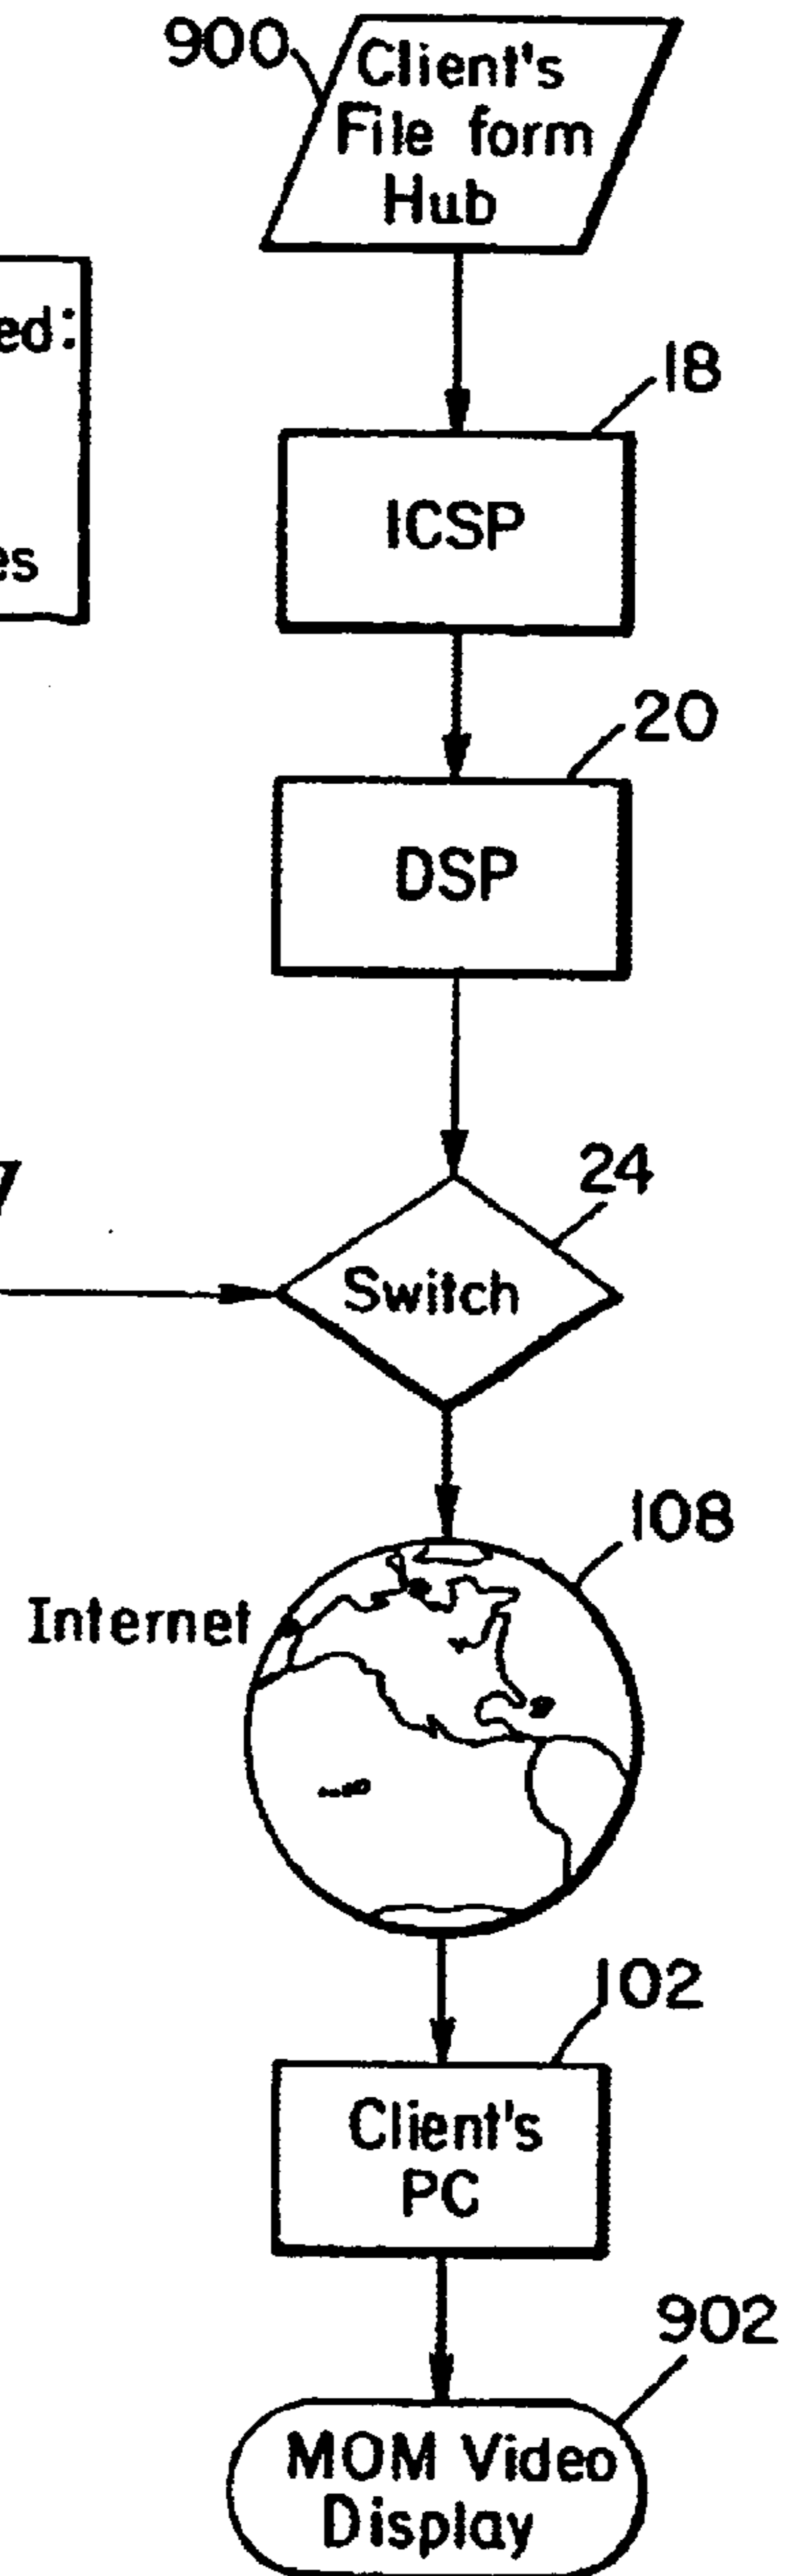 900
Client's
File form
Hub
ed:
es
18
ICSP
20
DSP
24
Switch
108
Internet
102
Client's
PC
902
MOM Video
Display